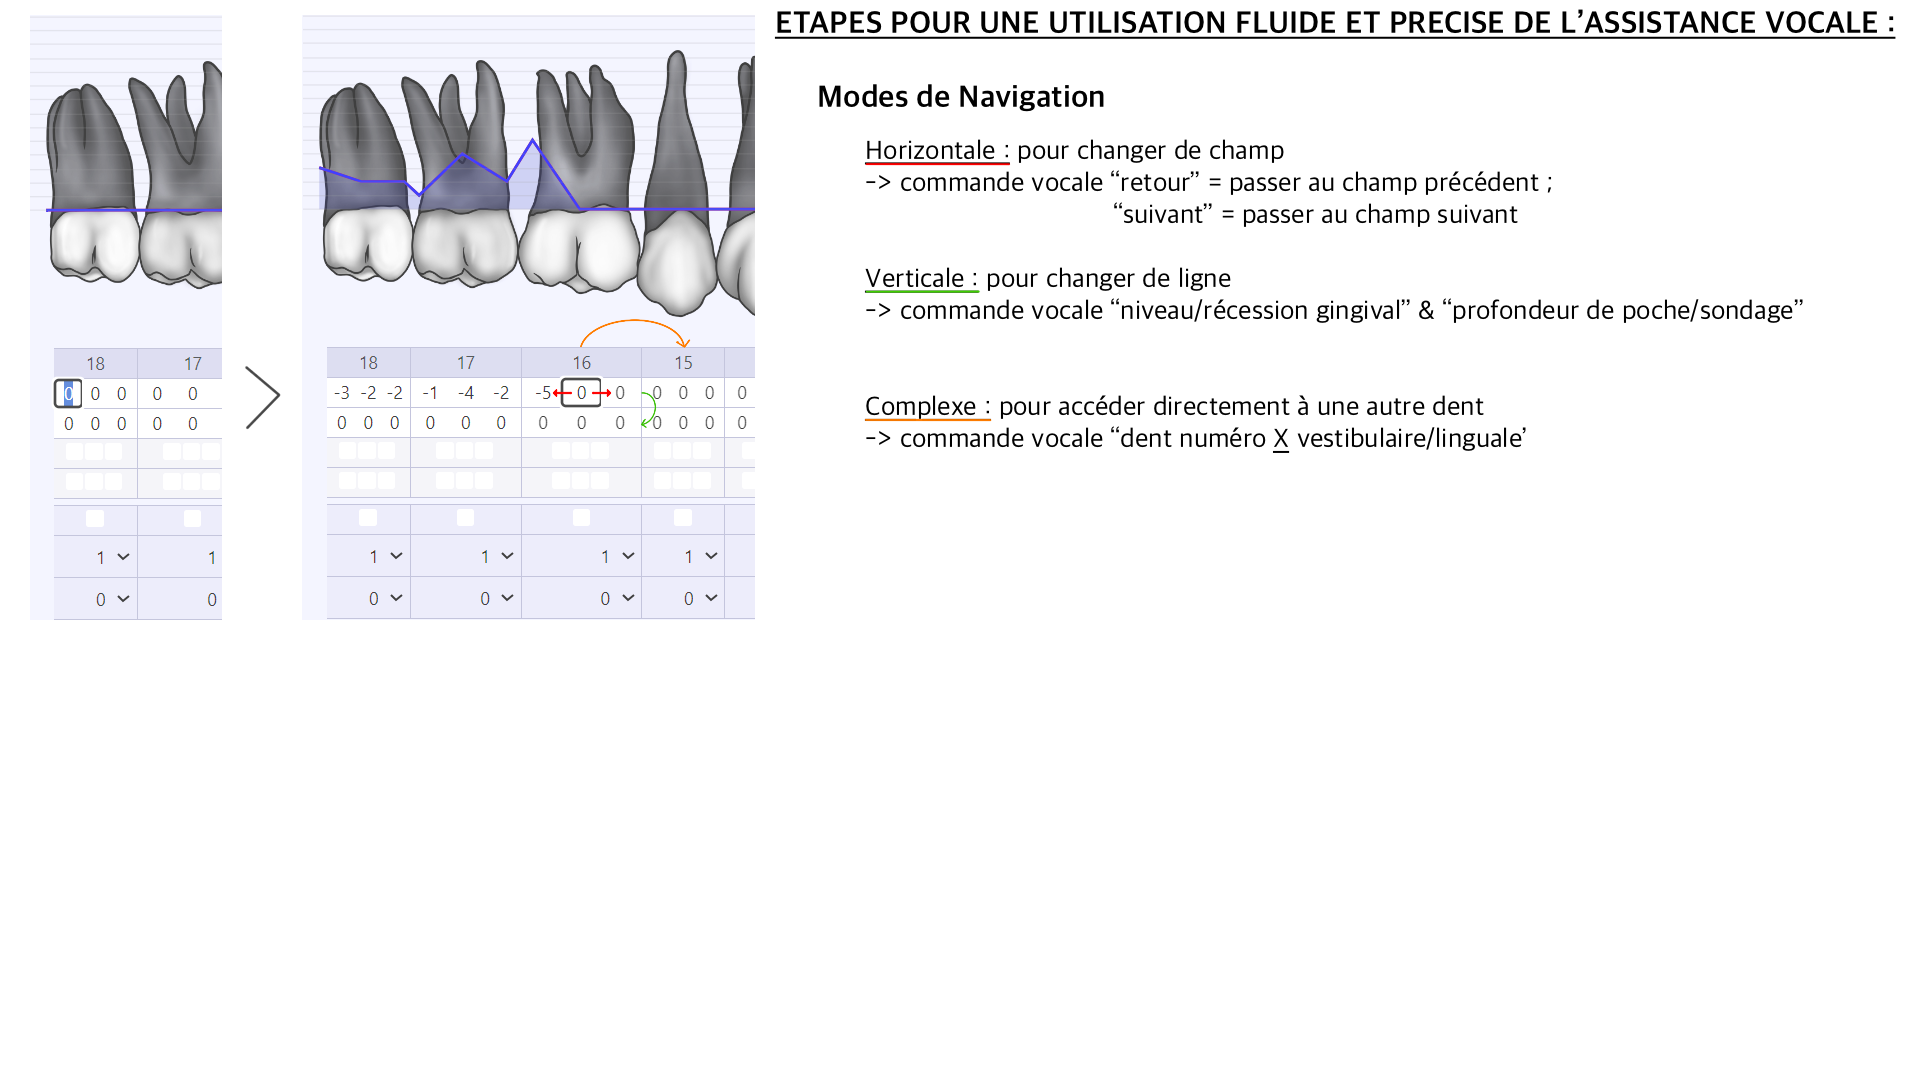 ETAPES POUR UNE UTILISATION FLUIDE ET PRECISE DE L’ASSISTANCE VOCALE :
Modes de Navigation
Horizontale : pour changer de champ
-> commande vocale “retour” = passer au champ précédent ;
“suivant” = passer au champ suivant
Verticale : pour changer de ligne
-> commande vocale “niveau/récession gingival” & “profondeur de poche/sondage”
Complexe : pour accéder directement à une autre dent
-> commande vocale “dent numéro X vestibulaire/linguale’
18 17
0 0 0 0 0
0 0 0 0 0
1 1
0 0
18 17 16 15
-3 -2 -2 -1 -4 -2 -5 0 0 0 0 0 0
0 0 0 0 0 0 0 0 0 0 0 0 0
1 1 1 1
0 0 0 0